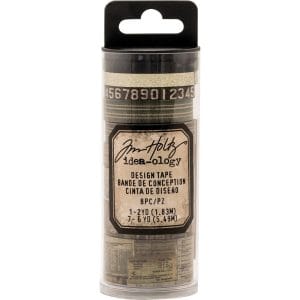 456789012345
Tim Holtz
idea-ology
DESIGN TAPE
BANDE DE CONCEPTION
CINTA DE DISEÑO
8PC/PZ
1-2YD (1,83M)
7-6YD (5,49M)